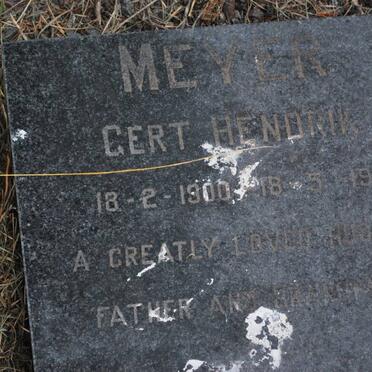 MEYER
GERT HENDRIK
18-2-1900
A GREATLY LOVED
FATHER AND